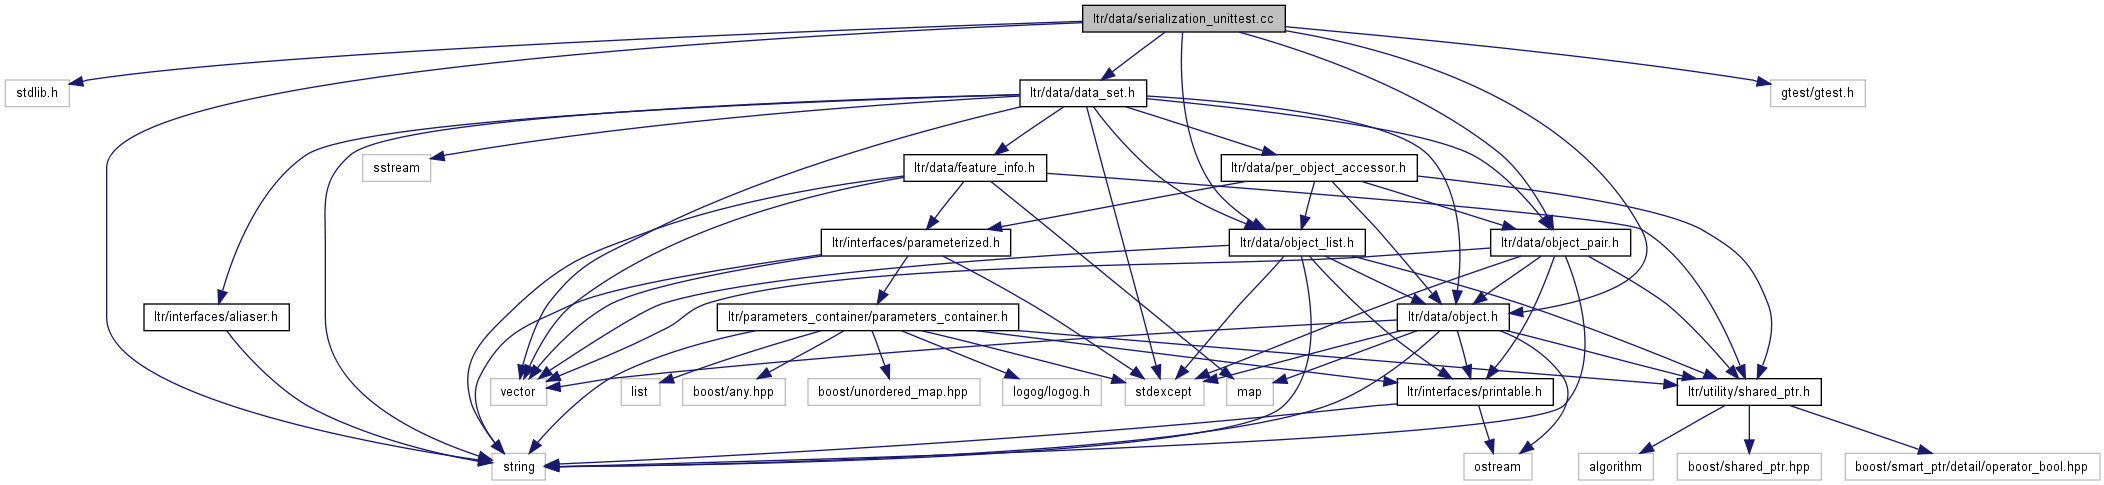 ltr/data/serialization_unittest.cc
stdlib.h
ltr/data/data_set.h
gtest/gtest.h
sstream
ltr/data/feature_info.h
ltr/data/per_object_accessor.h
ltr/interfaces/parameterized.h
ltr/data/object_list.h
ltr/data/object_pair.h
ltr/interfaces/aliaser.h
ltr/parameters_container/parameters_container.h
ltr/data/object.h
vector
list
boost/any.hpp
boost/unordered_map.hpp
logog/logog.h
stdexcept
map
ltr/interfaces/printable.h
ltr/utility/shared_ptr.h
string
ostream
algorithm
boost/shared_ptr.hpp
boost/smart_ptr/detail/operator_bool.hpp